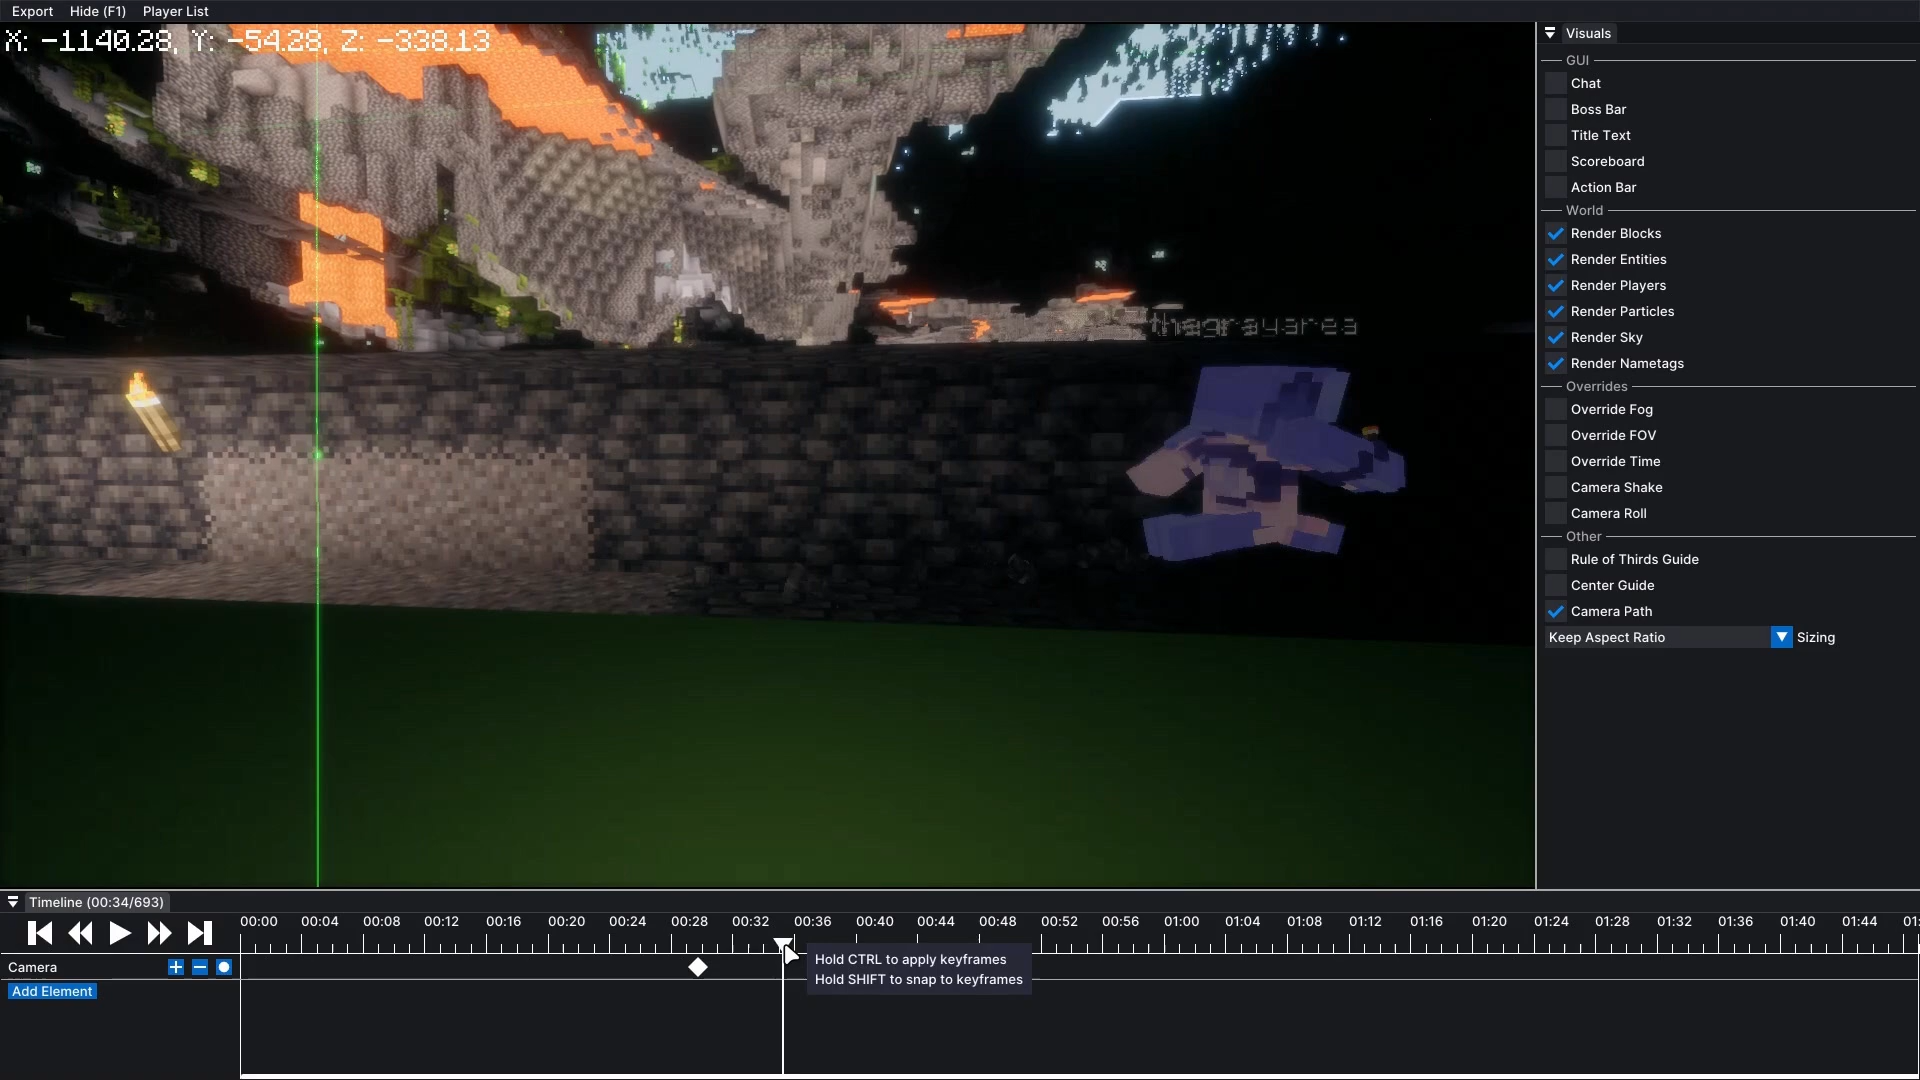 Export Hide (F1) Player List
X: -1140.28, Y: -54.28, Z: -338.13
thegrayarea
Visuals
GUI
Chat
Boss Bar
Title Text
Scoreboard
Action Bar
World
Render Blocks
Render Entities
Render Players
Render Particles
Render Sky
Render Nametags
Overrides
Override Fog
Override FOV
Override Time
Camera Shake
Camera Roll
Other
Rule of Thirds Guide
Center Guide
Camera Path
Keep Aspect Ratio Sizing
Timeline (00:34/693)
00:00 00:04 00:08 00:12 00:16 00:20 00:24 00:28 00:32 00:36 00:40 00:44 00:48 00:52 00:56 01:00 01:04 01:08 01:12 01:16 01:20 01:24 01:28 01:32 01:36 01:40 01:44 01:
Camera
Hold CTRL to apply keyframes
Hold SHIFT to snap to keyframes
Add Element